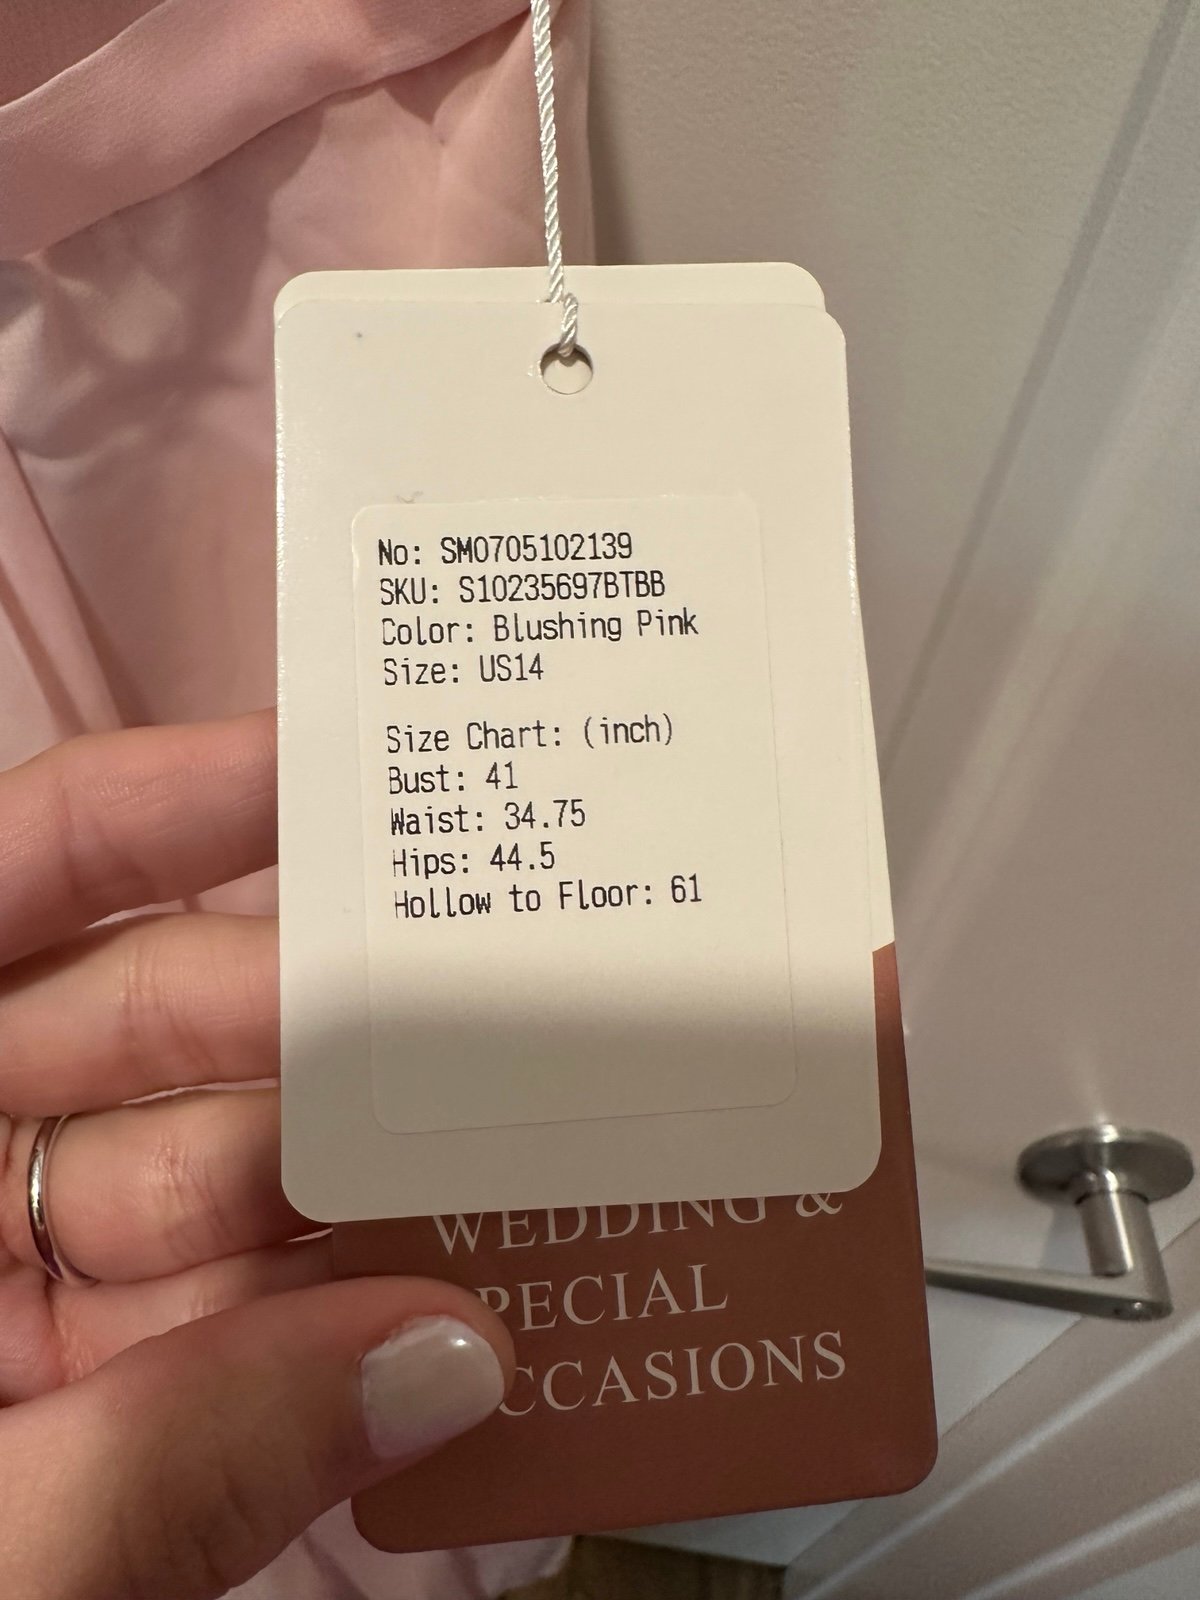 No: SM0705102139
SKU: S10235697BTBB
Color: Blushing Pink
Size: US14
Size Chart: (inch)
Bust: 41
Waist: 34.75
Hips: 44.5
Hollow to Floor: 61
WEDDING &
PECIAL
CCASIONS